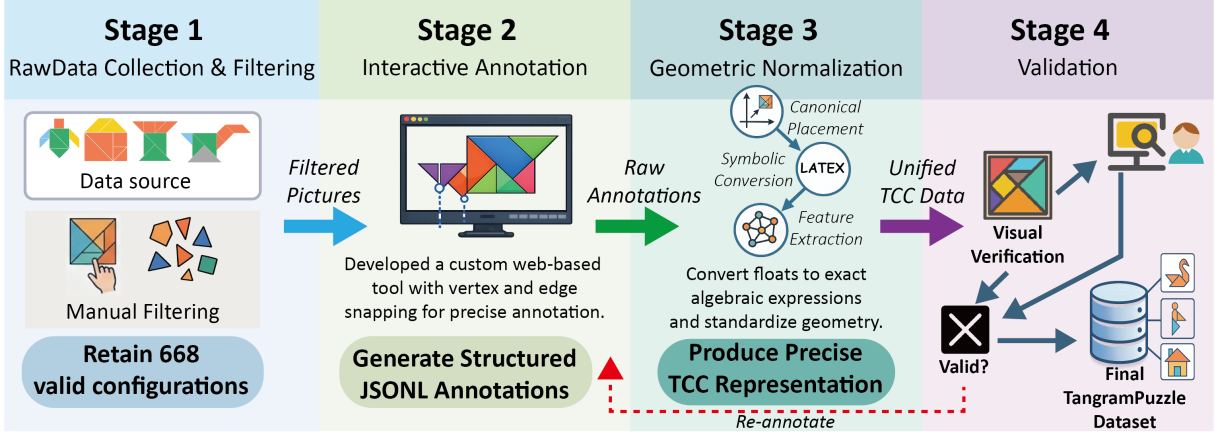 Stage 1
RawData Collection & Filtering
Data source
Manual Filtering
Retain 668
valid configurations
Filtered
Pictures
Stage 2
Interactive Annotation
Developed a custom web-based
tool with vertex and edge
snapping for precise annotation.
Generate Structured
JSONL Annotations
Raw
Annotations
Stage 3
Geometric Normalization
Canonical
Placement
Symbolic
Conversion
LATEX
Feature
Extraction
Convert floats to exact
algebraic expressions
and standardize geometry.
Produce Precise
TCC Representation
Unified
TCC Data
Stage 4
Validation
Visual
Verification
Valid?
Final
TangramPuzzle
Dataset
Re-annotate